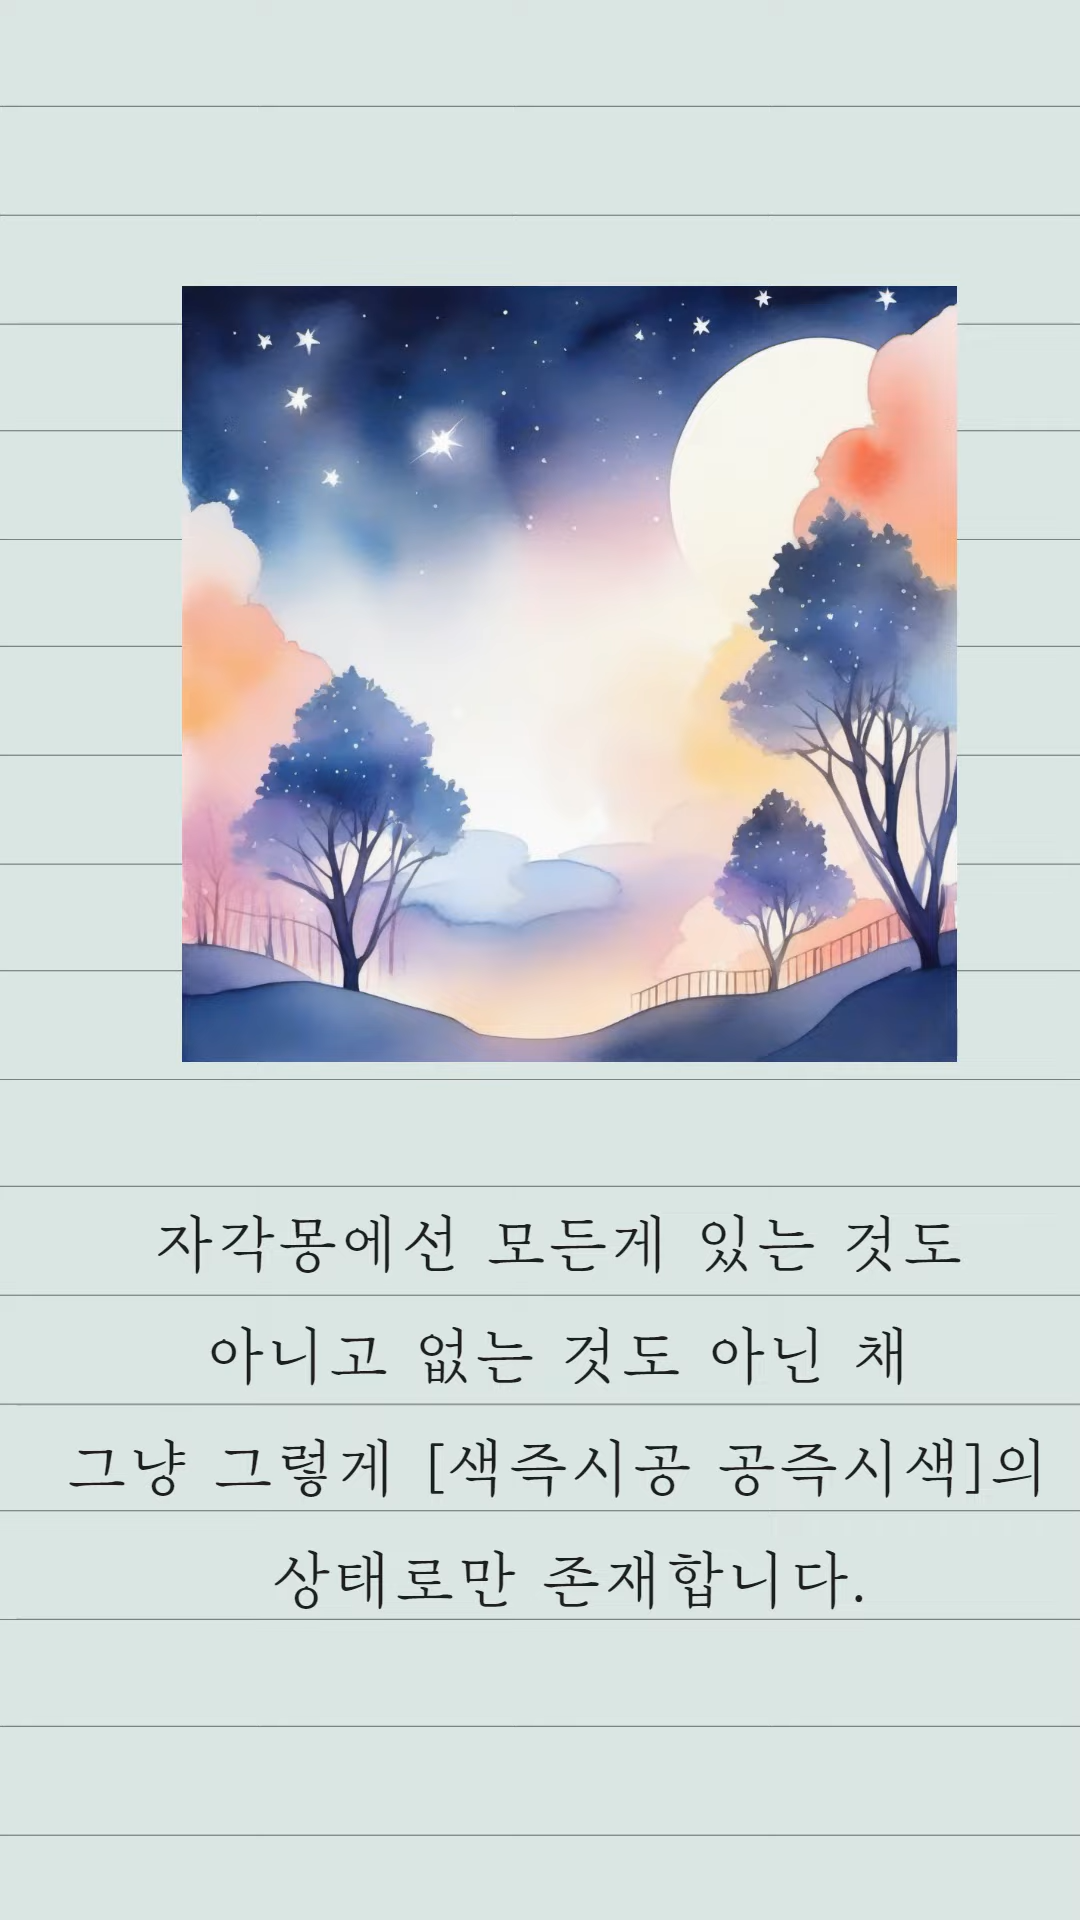 자각몽에선 모든게 있는 것도
아니고 없는 것도 아닌 채
그냥 그렇게 [색즉시공 공즉시색]의
상태로만 존재합니다.